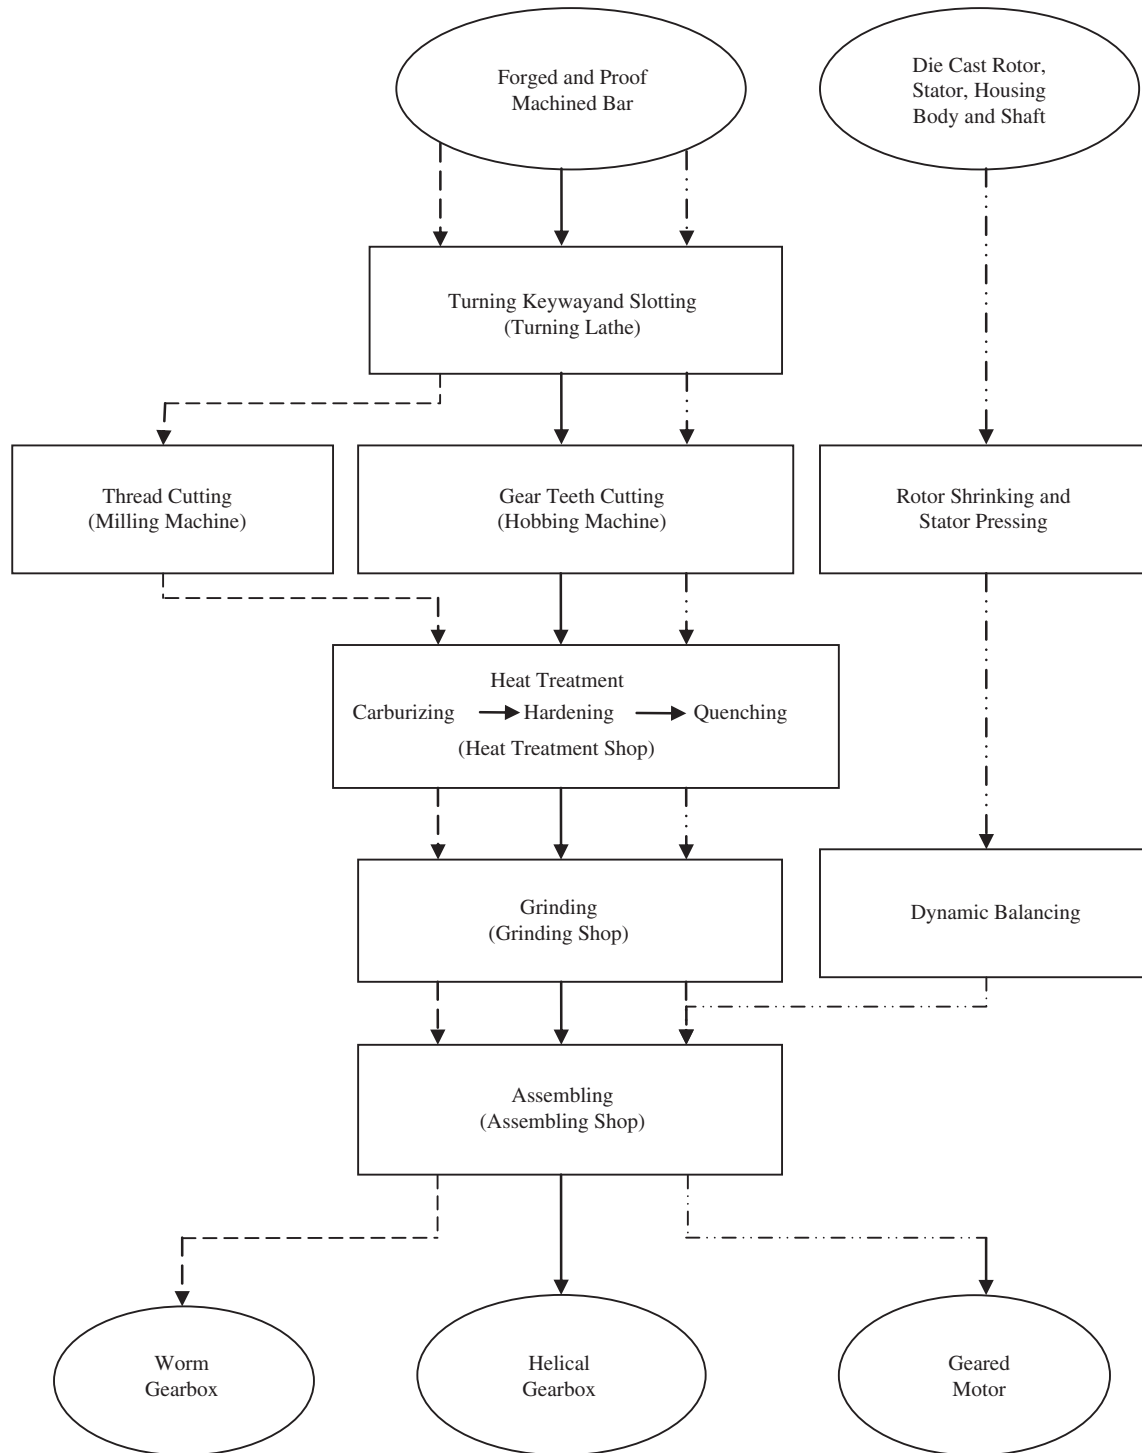 Forged and Proof
Machined Bar
Die Cast Rotor,
Stator, Housing
Body and Shaft
Turning Keywayand Slotting
(Turning Lathe)
Thread Cutting
(Milling Machine)
Gear Teeth Cutting
(Hobbing Machine)
Rotor Shrinking and
Stator Pressing
Heat Treatment
Carburizing Hardening Quenching
(Heat Treatment Shop)
Grinding
(Grinding Shop)
Dynamic Balancing
Assembling
(Assembling Shop)
Worm
Gearbox
Helical
Gearbox
Geared
Motor